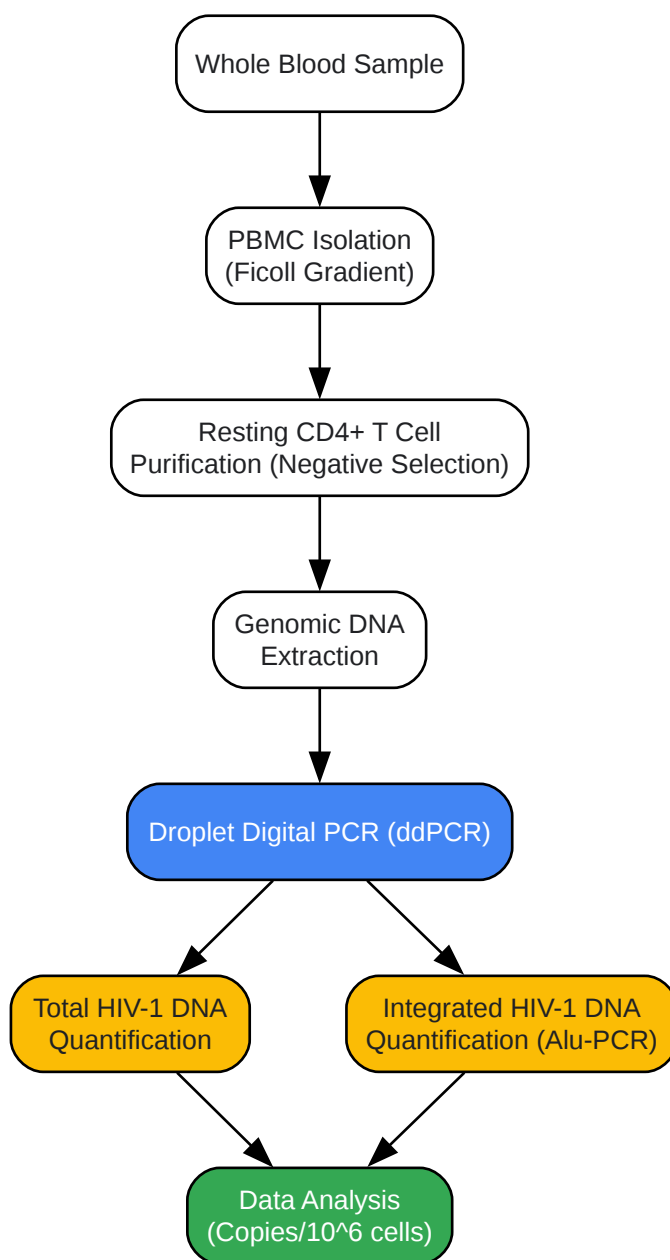 Whole Blood Sample
PBMC Isolation
(Ficoll Gradient)
Resting CD4+ T Cell
Purification (Negative Selection)
Genomic DNA
Extraction
Droplet Digital PCR (ddPCR)
Total HIV-1 DNA
Quantification
Integrated HIV-1 DNA
Quantification (Alu-PCR)
Data Analysis
(Copies/10^6 cells)